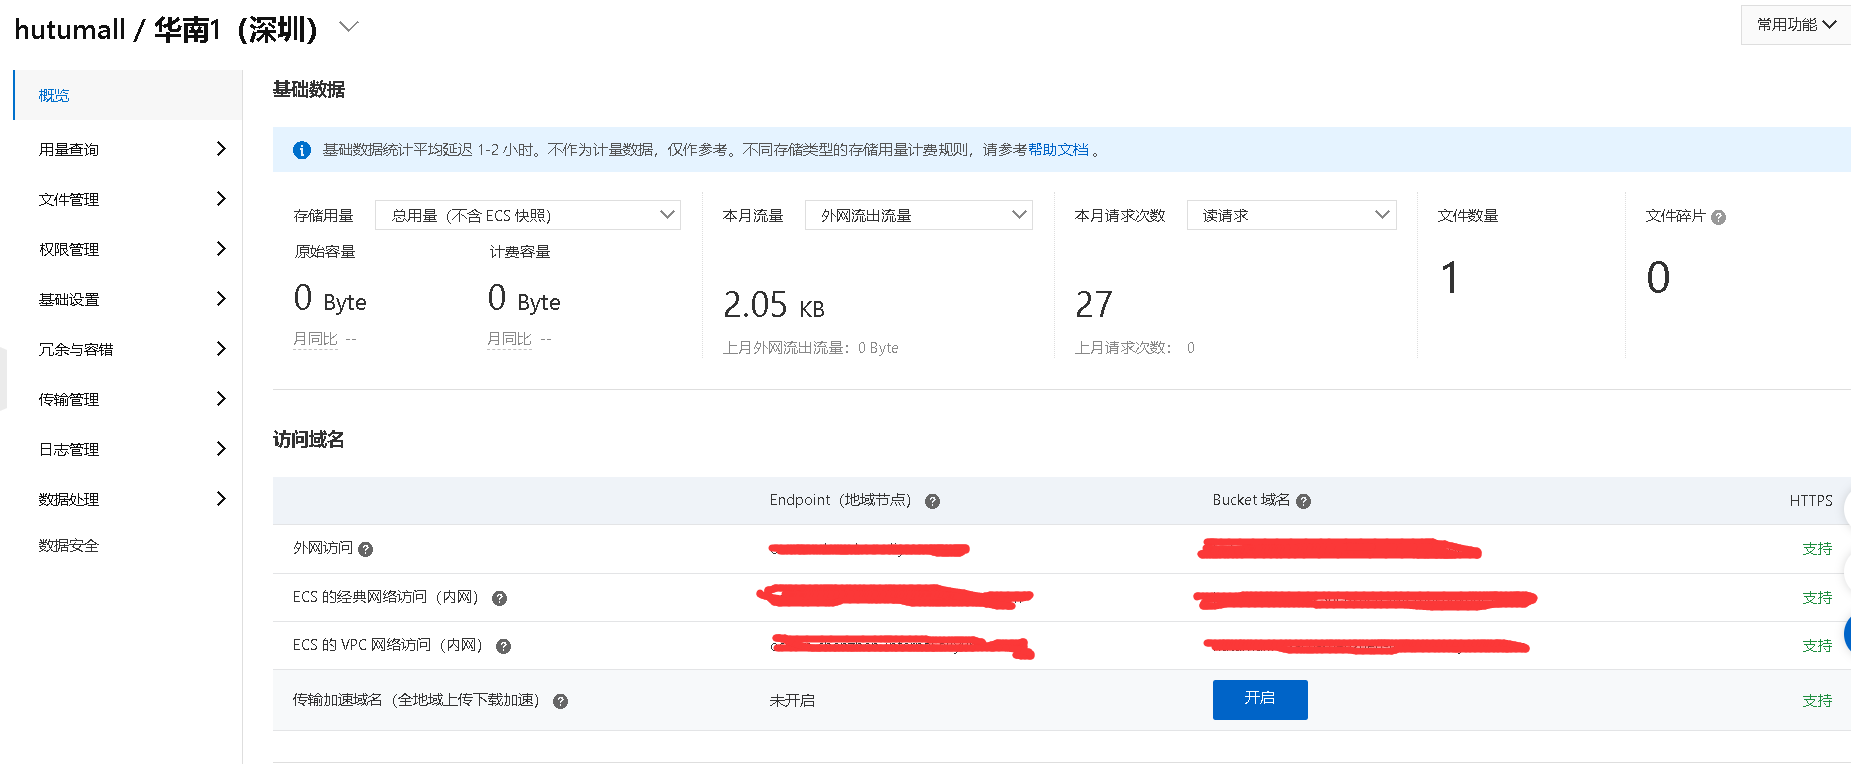 hutumall / 华南1（深圳）
常用功能
概览
用量查询
文件管理
权限管理
基础设置
冗余与容错
传输管理
日志管理
数据处理
数据安全
基础数据
基础数据统计平均延迟 1-2 小时。不作为计量数据，仅作参考。不同存储类型的存储用量计费规则，请参考帮助文档。
存储用量 总用量（不含 ECS 快照）
原始容量 计费容量
0 Byte 0 Byte
月同比 -- 月同比 --
本月流量 外网流出流量
2.05 KB
上月外网流出流量：0 Byte
本月请求次数 读请求
27
上月请求次数： 0
文件数量
1
文件碎片
0
访问域名
Endpoint（地域节点） Bucket 域名 HTTPS
外网访问 支持
ECS 的经典网络访问（内网） 支持
ECS 的 VPC 网络访问（内网） 支持
传输加速域名（全地域上传下载加速） 未开启 开启 支持